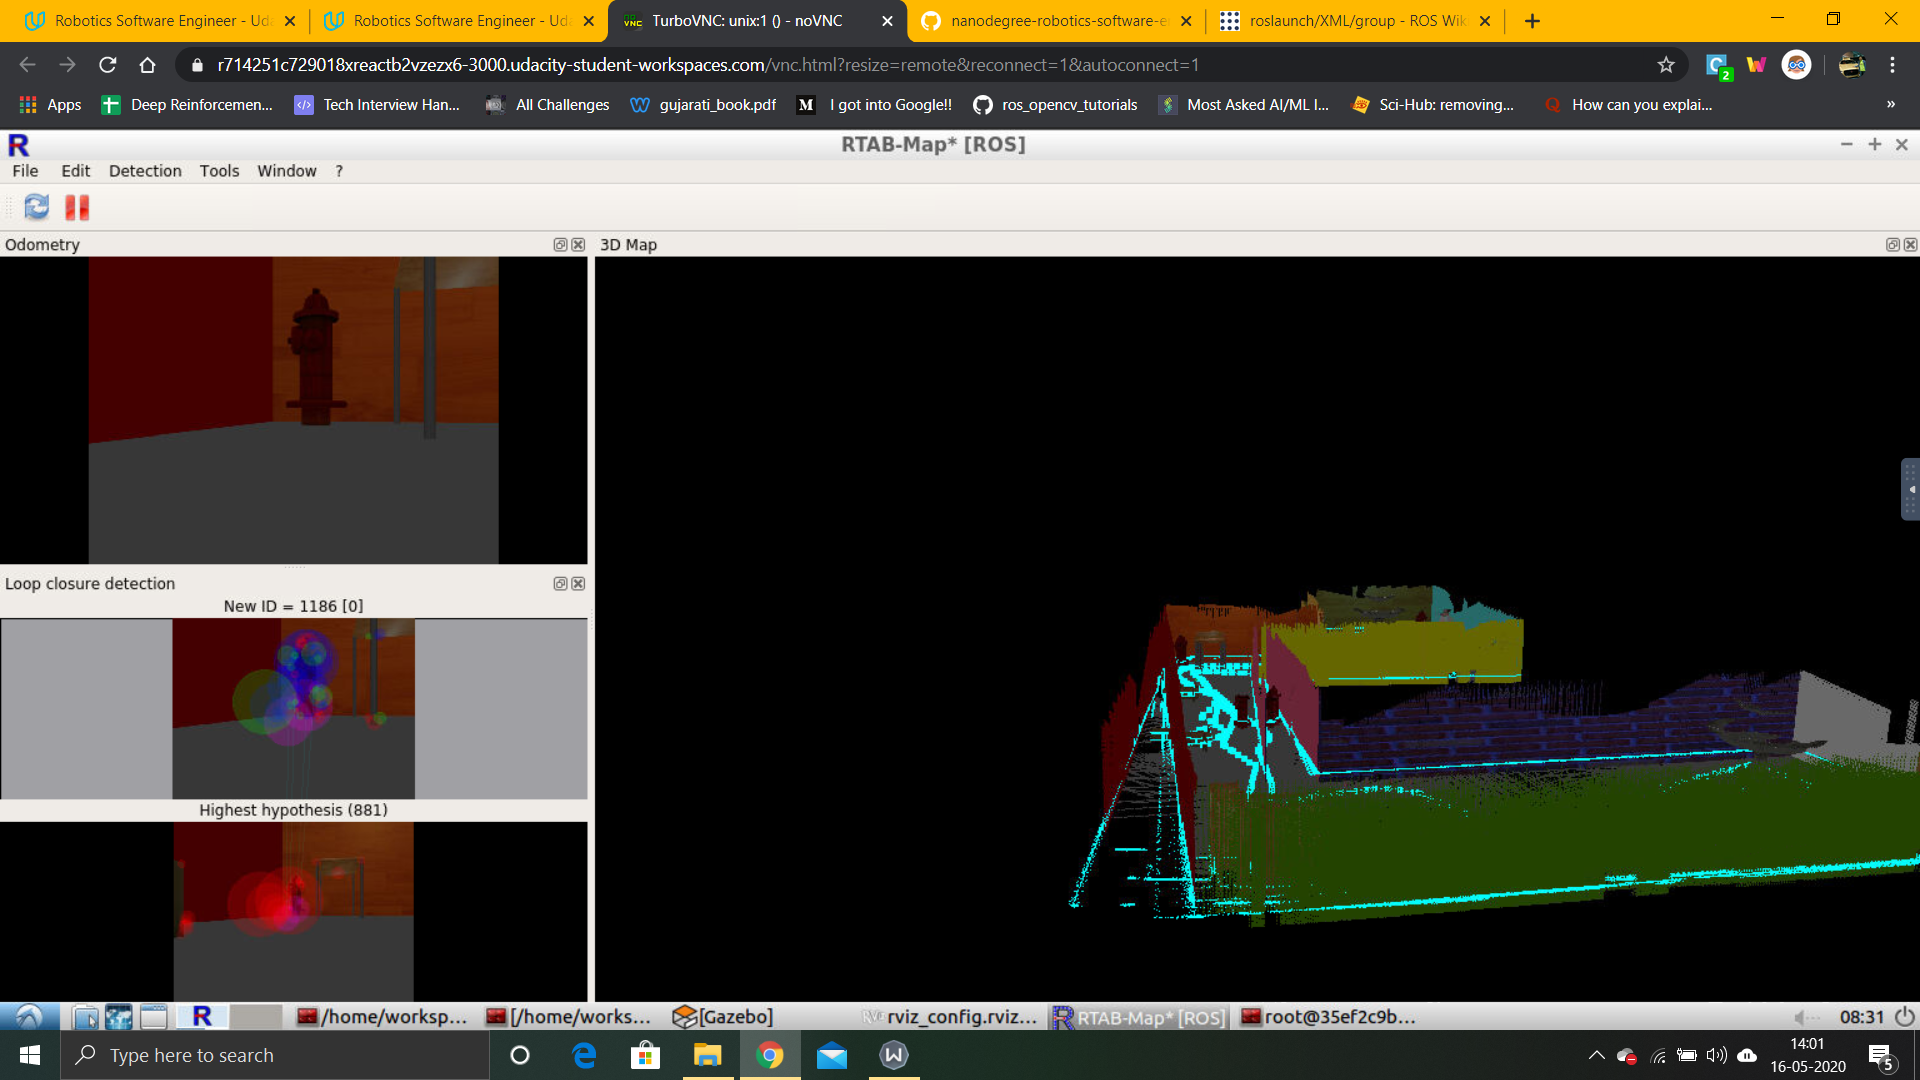 Robotics Software Engineer - Uda
Robotics Software Engineer - Uda
TurboVNC: unix:1 () - noVNC
nanodegree-robotics-software-e
roslaunch/XML/group - ROS Wik
r714251c729018xreactb2vzezx6-3000.udacity-student-workspaces.com/vnc.html?resize=remote&reconnect=1&autoconnect=1
2
Apps
Deep Reinforcemen...
Tech Interview Han...
All Challenges
gujarati_book.pdf
I got into Google!!
ros_opencv_tutorials
Most Asked AI/ML I...
Sci-Hub: removing...
How can you explai...
»
RTAB-Map* [ROS]
File Edit Detection Tools Window ?
Odometry
3D Map
Loop closure detection
New ID = 1186 [0]
Highest hypothesis (881)
/home/worksp...
[/home/works...
[Gazebo]
rviz_config.rviz...
RTAB-Map* [ROS]
root@35ef2c9b...
08:31
Type here to search
14:01
16-05-2020
5